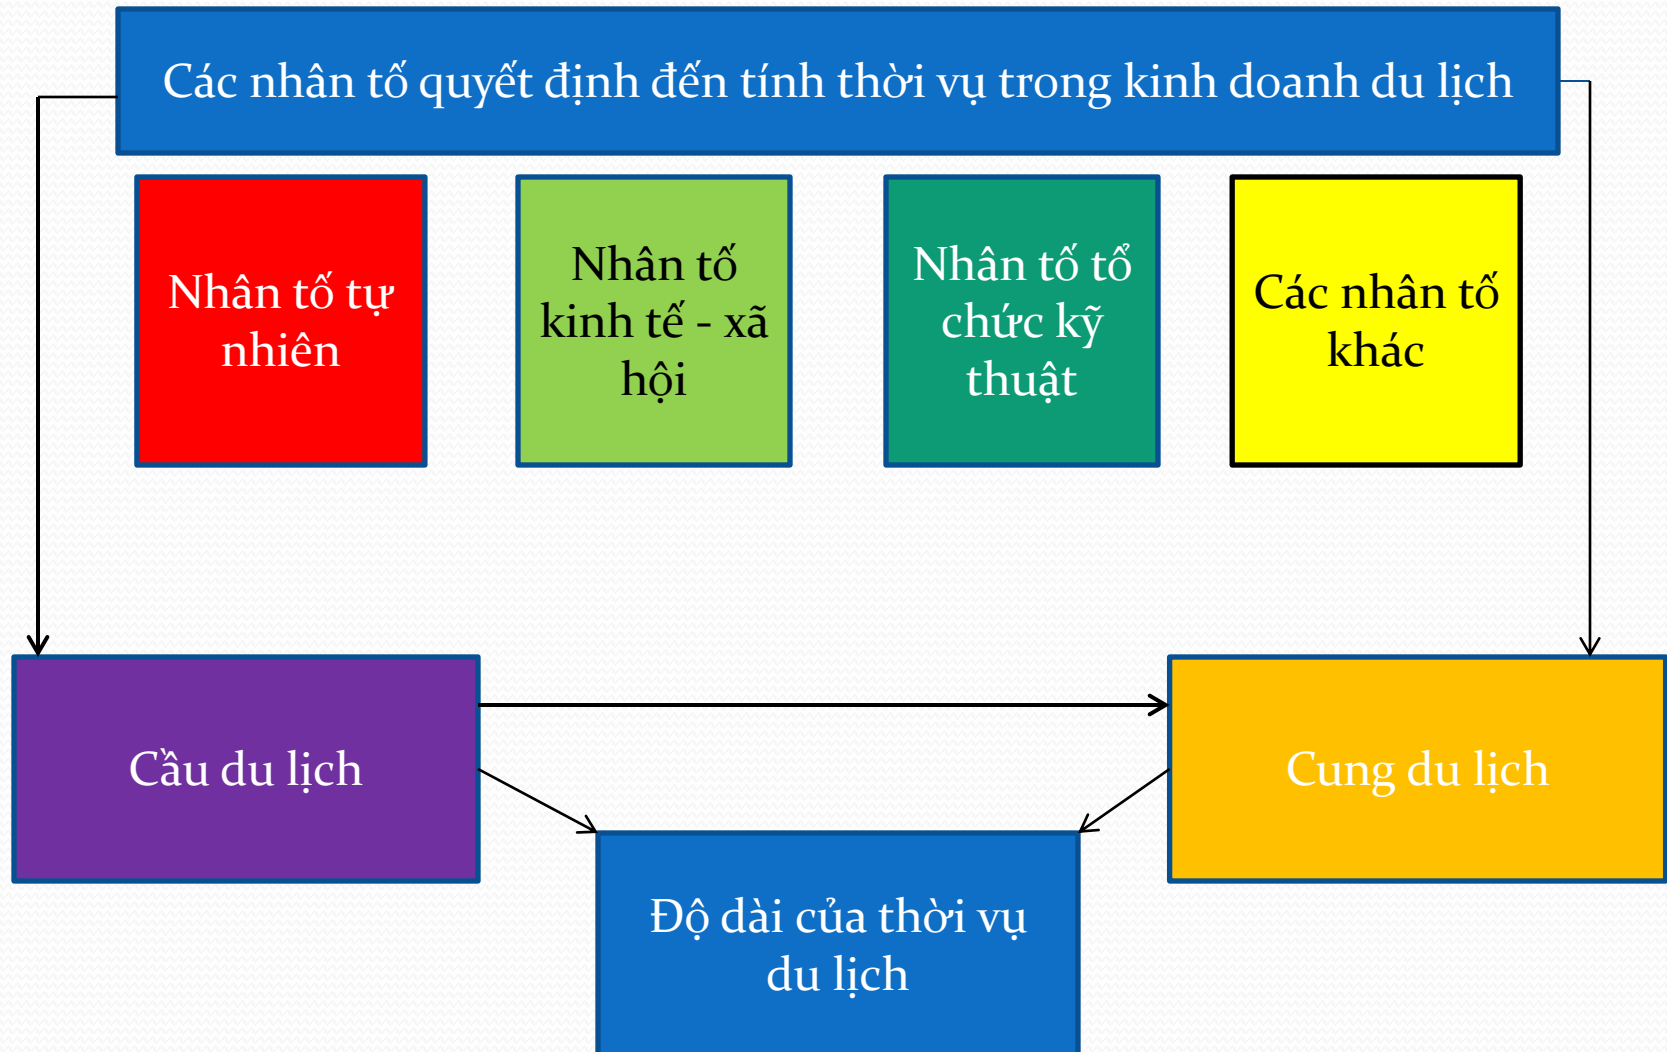 Các nhân tố quyết định đến tính thời vụ trong kinh doanh du lịch
Nhân tố tự
nhiên
Nhân tố
kinh tế - xã
hội
Nhân tố tổ
chức kỹ
thuật
Các nhân tố
khác
Cầu du lịch
Cung du lịch
Độ dài của thời vụ
du lịch